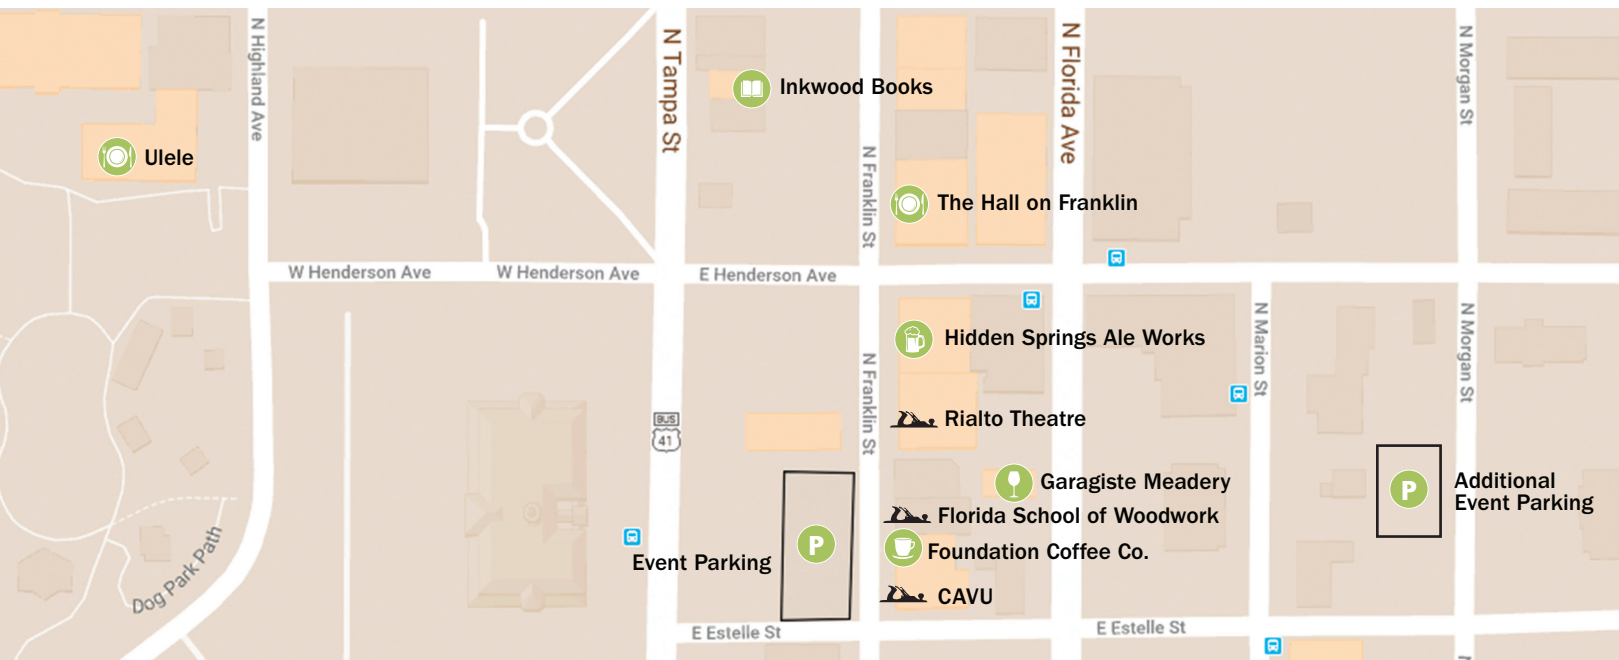 N Highland Ave
N Tampa St
Inkwood Books
N Franklin St
N Florida Ave
N Morgan St
Ulele
The Hall on Franklin
W Henderson Ave
W Henderson Ave
E Henderson Ave
Hidden Springs Ale Works
N Franklin St
N Marion St
N Morgan St
Rialto Theatre
BUS
41
Garagiste Meadery
P
Additional
Event Parking
Florida School of Woodwork
P
Event Parking
Foundation Coffee Co.
Dog Park Path
CAVU
E Estelle St
E Estelle St